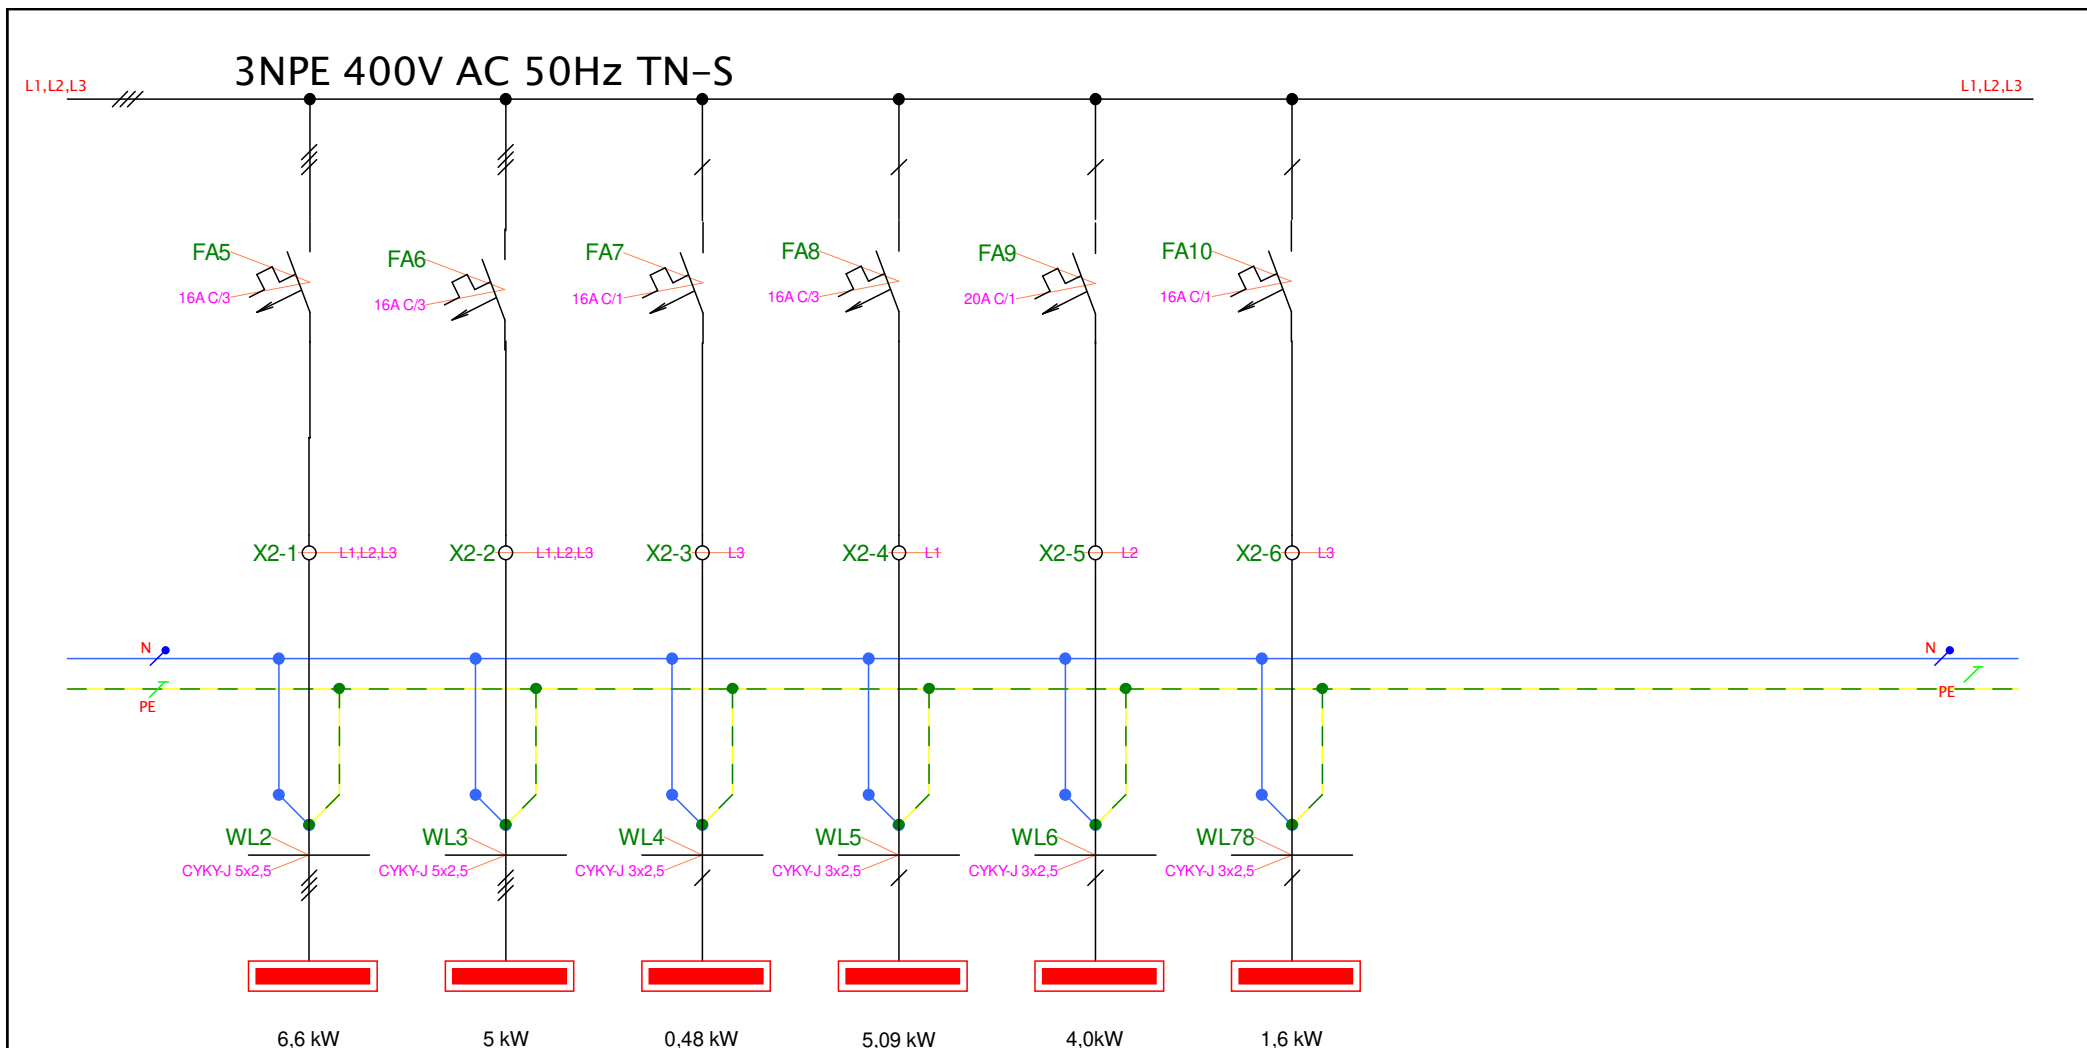 3NPE 400V AC 50Hz TN-S
L1,L2,L3 L1,L2,L3
FA5 FA6 FA7 FA8 FA9 FA10
16A C/3 16A C/3 16A C/1 16A C/3 20A C/1 16A C/1
X2-1 L1,L2,L3 X2-2 L1,L2,L3 X2-3 L3 X2-4 L1 X2-5 L2 X2-6 L3
N N
PE PE
WL2 WL3 WL4 WL5 WL6 WL78
CYKY-J 5x2,5 CYKY-J 5x2,5 CYKY-J 3x2,5 CYKY-J 3x2,5 CYKY-J 3x2,5 CYKY-J 3x2,5
6,6 kW 5 kW 0,48 kW 5,09 kW 4,0kW 1,6 kW